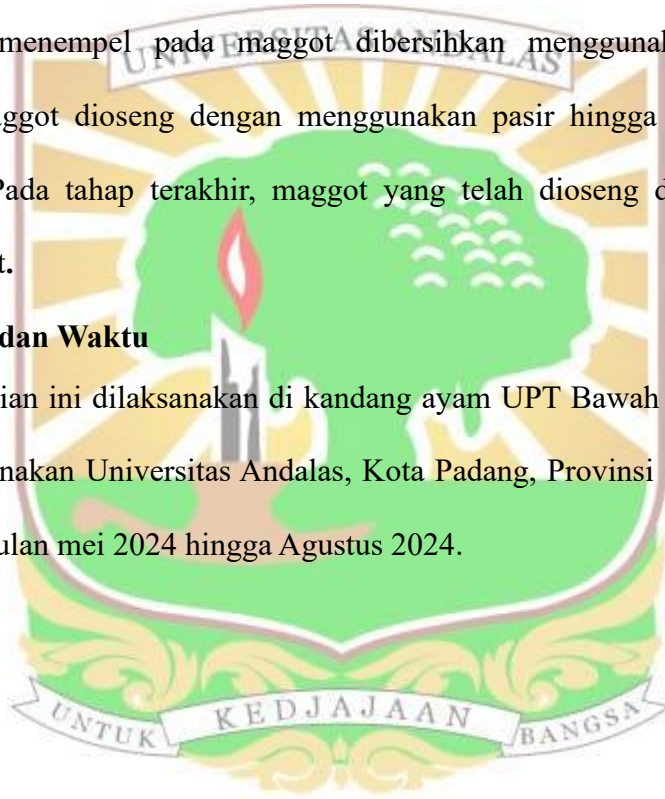 menempel pada maggot dibersihkan menggunak
UNIVERSITAS ANDALAS
ggot dioseng dengan menggunakan pasir hingga
Pada tahap terakhir, maggot yang telah dioseng d
t.
dan Waktu
ian ini dilaksanakan di kandang ayam UPT Bawah
nakan Universitas Andalas, Kota Padang, Provinsi
ulan mei 2024 hingga Agustus 2024.
UNTUK KEDJAJAAN BANGSA